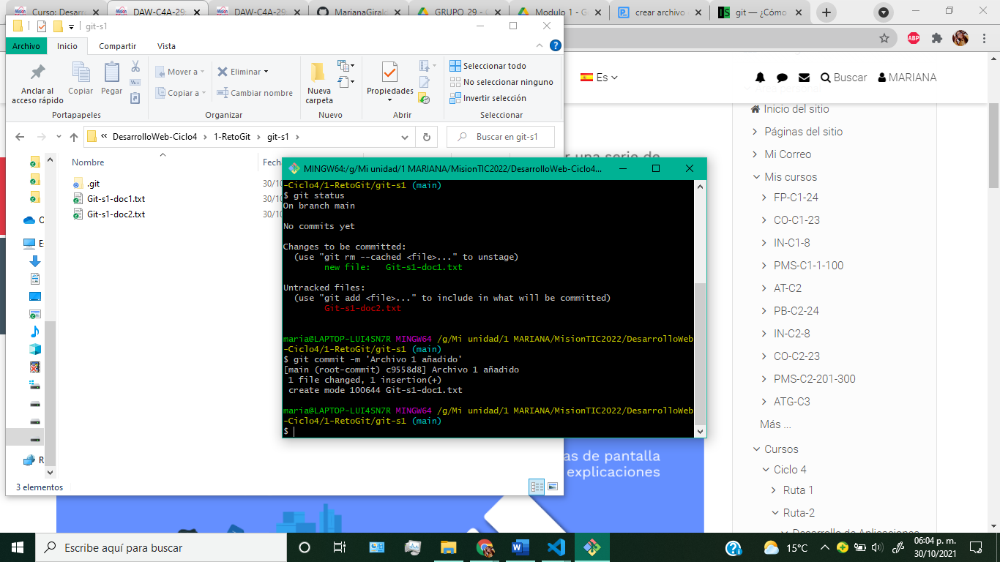 Curso: Desarr
DAW-C4A-29
DAW-C4A-29
MarianaGiral
GRUPO 29 - C
Modulo 1 - G
crear archivo
git — ¿Cómo
git-s1
Archivo
Inicio
Compartir
Vista
Anclar al
acceso rápido
Copiar
Pegar
Portapapeles
Mover a
Copiar a
Eliminar
Cambiar nombre
Organizar
Nueva
carpeta
Nuevo
Propiedades
Abrir
Seleccionar todo
No seleccionar ninguno
Invertir selección
Seleccionar
« DesarrolloWeb-Ciclo4 > 1-RetoGit > git-s1 >
Buscar en git-s1
Nombre
Fecha
.git
30/10
Git-s1-doc1.txt
30/10
Git-s1-doc2.txt
30/10
3 elementos
MINGW64:/g/Mi unidad/1 MARIANA/MisionTIC2022/DesarrolloWeb-Ciclo4...
-Ciclo4/1-RetoGit/git-s1 (main)
$ git status
On branch main
No commits yet
Changes to be committed:
(use "git rm --cached <file>..." to unstage)
new file:   Git-s1-doc1.txt
Untracked files:
(use "git add <file>..." to include in what will be committed)
Git-s1-doc2.txt
maria@LAPTOP-LUI4SN7R MINGW64 /g/Mi unidad/1 MARIANA/MisionTIC2022/DesarrolloWeb
-Ciclo4/1-RetoGit/git-s1 (main)
$ git commit -m 'Archivo 1 añadido'
[main (root-commit) c9558d8] Archivo 1 añadido
1 file changed, 1 insertion(+)
create mode 100644 Git-s1-doc1.txt
maria@LAPTOP-LUI4SN7R MINGW64 /g/Mi unidad/1 MARIANA/MisionTIC2022/DesarrolloWeb
-Ciclo4/1-RetoGit/git-s1 (main)
$
ABP
Es
Buscar
MARIANA
Área personal
Inicio del sitio
Páginas del sitio
Mi Correo
Mis cursos
FP-C1-24
CO-C1-23
IN-C1-8
PMS-C1-1-100
AT-C2
PB-C2-24
IN-C2-8
CO-C2-23
PMS-C2-201-300
ATG-C3
Más ...
Cursos
Ciclo 4
Ruta 1
Ruta-2
Desarrollo de Aplicaciones
una serie de
as de pantalla
explicaciones
Escribe aquí para buscar
15°C
06:04 p. m.
30/10/2021